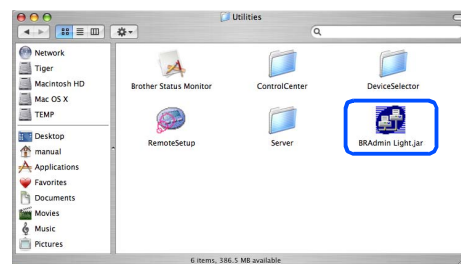 Utilities
Network
Tiger
Macintosh HD
Mac OS X
TEMP
Desktop
manual
Applications
Favorites
Documents
Movies
Music
Pictures
Brother Status Monitor
ControlCenter
DeviceSelector
RemoteSetup
Server
BRAdmin Light.jar
6 items, 386.5 MB available